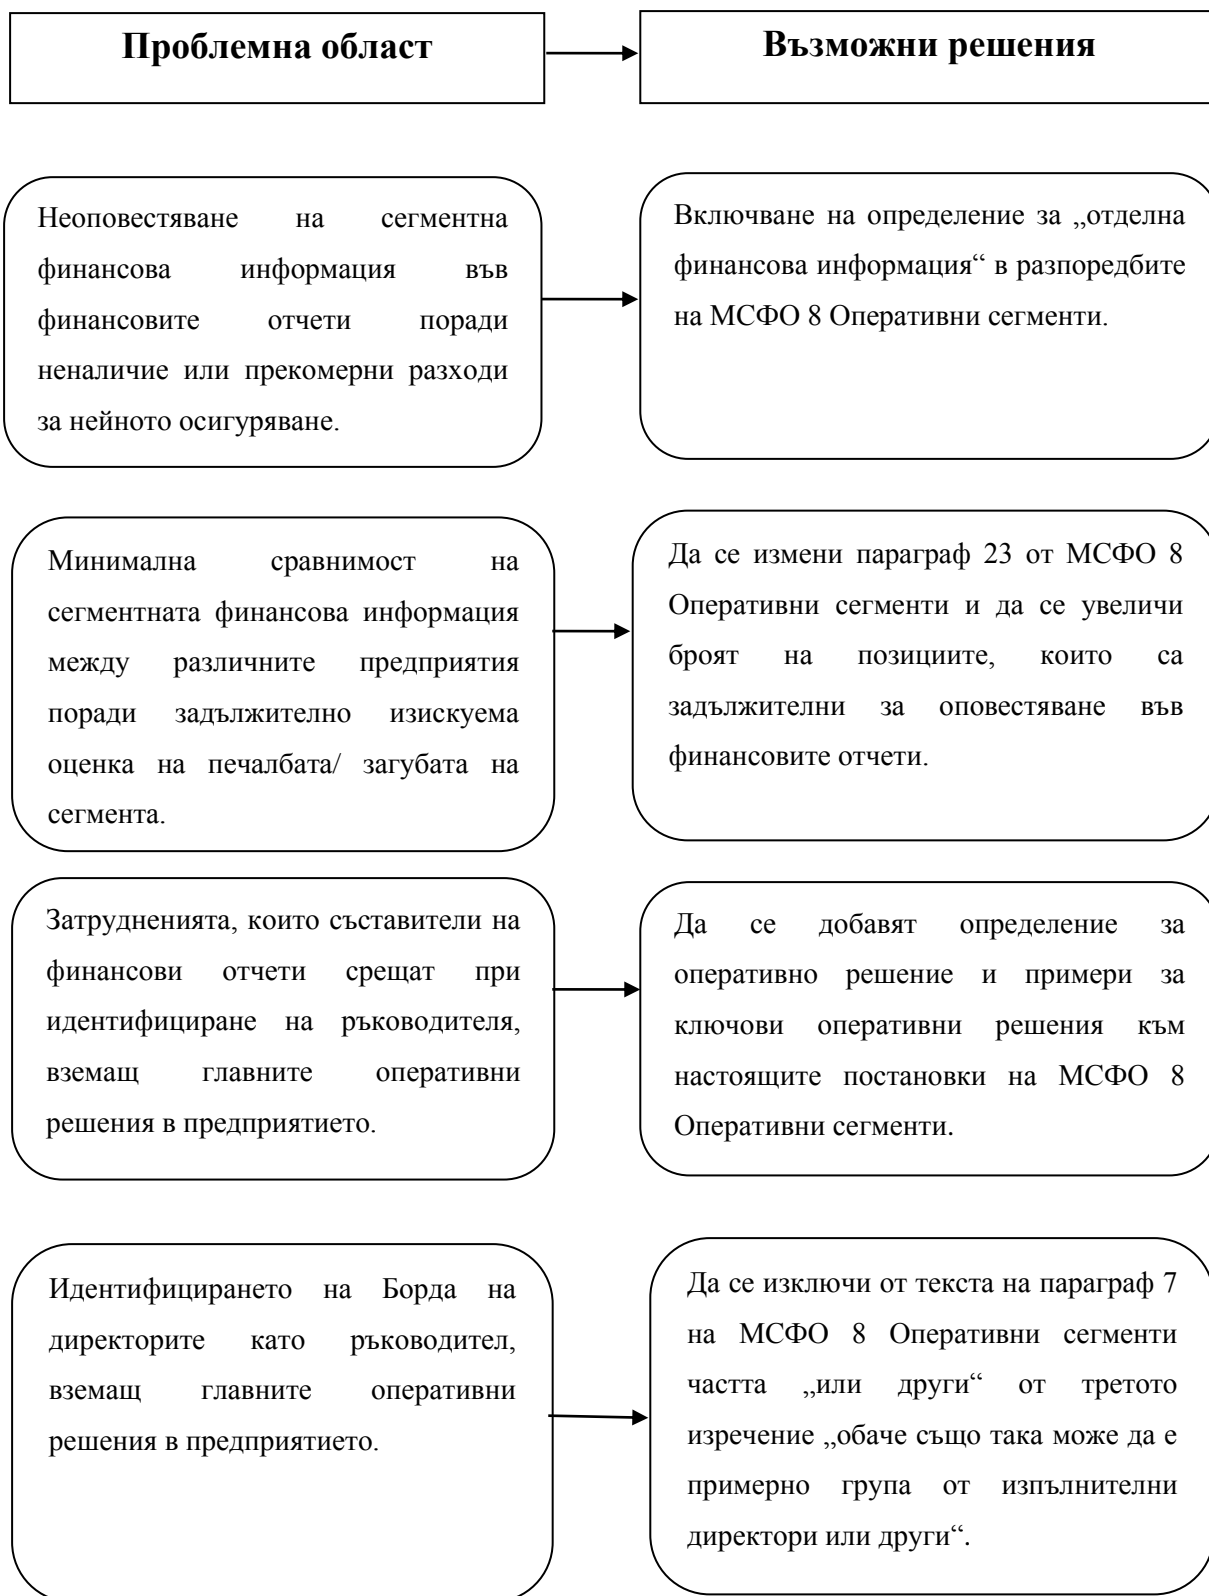 Проблемна област
Възможни решения
Неоповестяване на сегментна
финансова информация във
финансовите отчети поради
неналичие или прекомерни разходи
за нейното осигуряване.
Включване на определение за „отделна
финансова информация“ в разпоредбите
на МСФО 8 Оперативни сегменти.
Минимална сравнимост на
сегментната финансова информация
между различните предприятия
поради задължително изискуема
оценка на печалбата/ загубата на
сегмента.
Да се измени параграф 23 от МСФО 8
Оперативни сегменти и да се увеличи
броят на позициите, които са
задължителни за оповестяване във
финансовите отчети.
Затрудненията, които съставители на
финансови отчети срещат при
идентифициране на ръководителя,
вземащ главните оперативни
решения в предприятието.
Да се добавят определение за
оперативно решение и примери за
ключови оперативни решения към
настоящите постановки на МСФО 8
Оперативни сегменти.
Идентифицирането на Борда на
директорите като ръководител,
вземащ главните оперативни
решения в предприятието.
Да се изключи от текста на параграф 7
на МСФО 8 Оперативни сегменти
частта „или други“ от третото
изречение „обаче също така може да е
примерно група от изпълнителни
директори или други“.